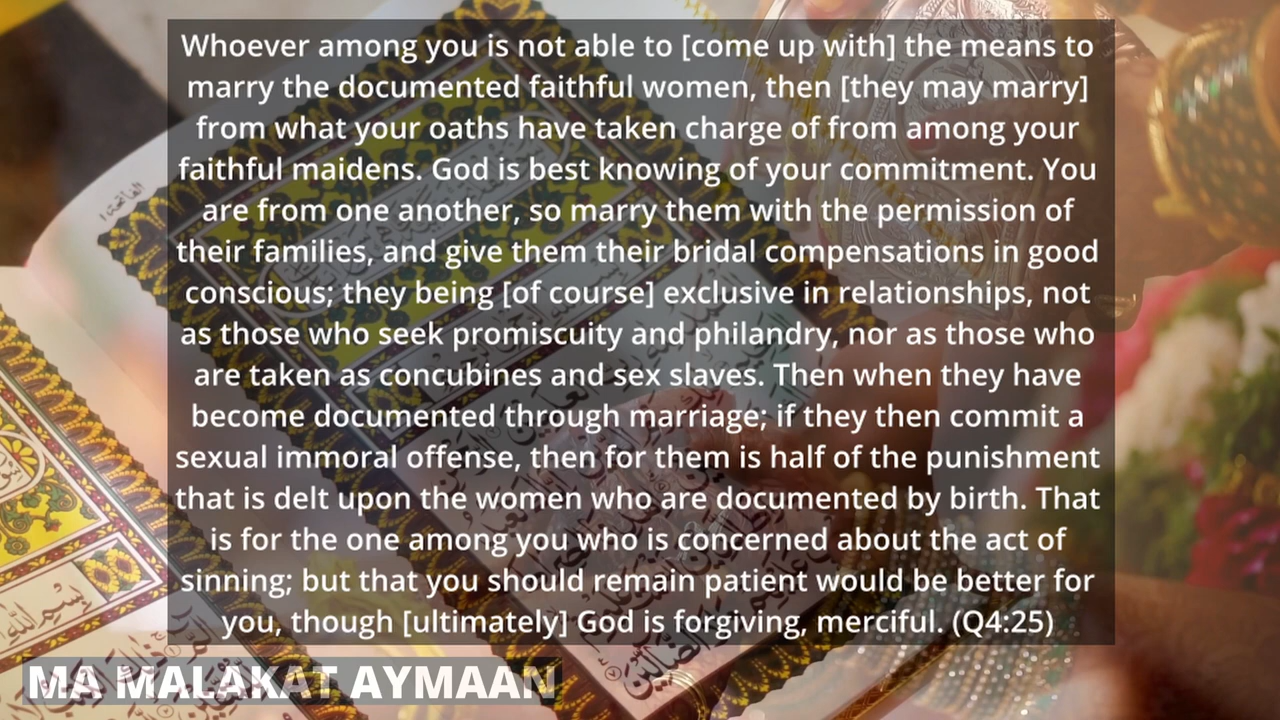 Whoever among you is not able to [come up with] the means to
marry the documented faithful women, then [they may marry]
from what your oaths have taken charge of from among your
faithful maidens. God is best knowing of your commitment. You
are from one another, so marry them with the permission of
their families, and give them their bridal compensations in good
conscious; they being [of course] exclusive in relationships, not
as those who seek promiscuity and philandry, nor as those who
are taken as concubines and sex slaves. Then when they have
become documented through marriage; if they then commit a
sexual immoral offense, then for them is half of the punishment
that is delt upon the women who are documented by birth. That
is for the one among you who is concerned about the act of
sinning; but that you should remain patient would be better for
you, though [ultimately] God is forgiving, merciful. (Q4:25)
MA MALAKAT AYMAAN